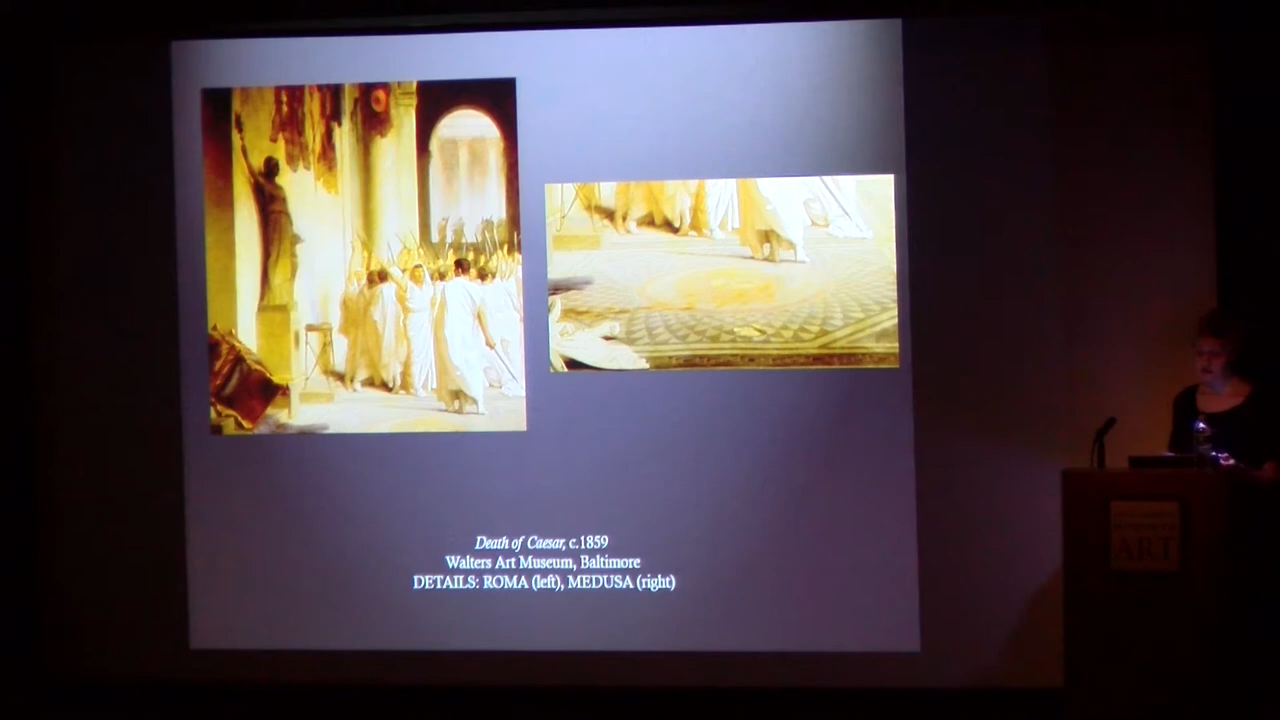 Death of Caesar, c.1859
Walters Art Museum, Baltimore
DETAILS: ROMA (left), MEDUSA (right)
ART